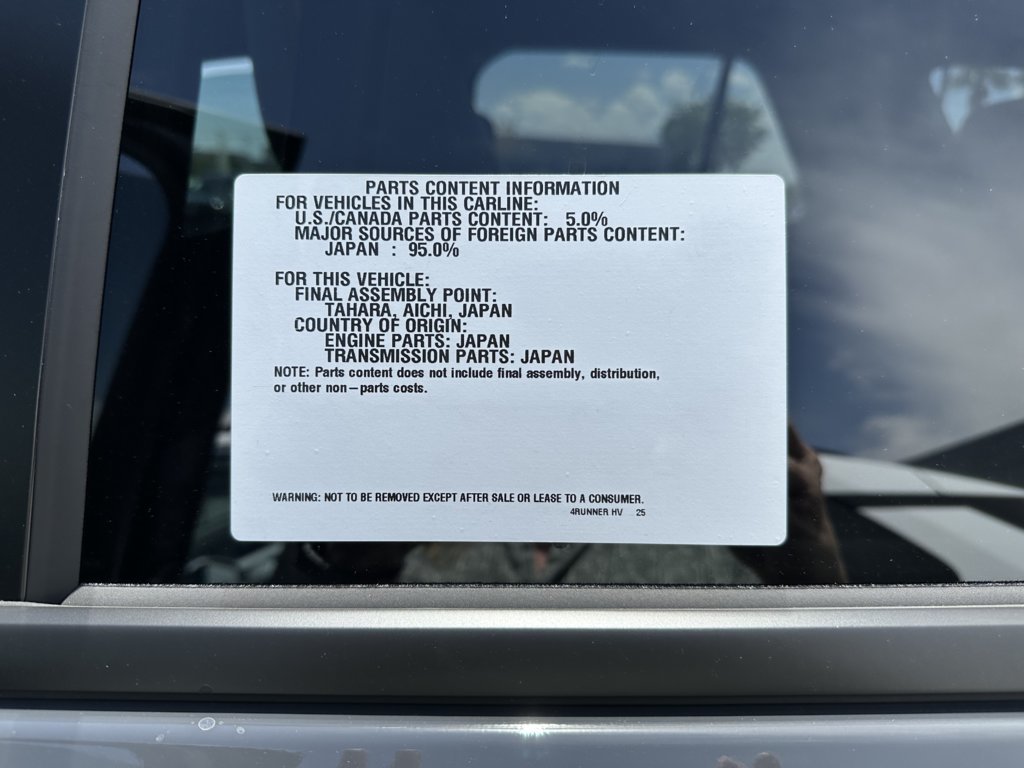 PARTS CONTENT INFORMATION
FOR VEHICLES IN THIS CARLINE:
U.S./CANADA PARTS CONTENT: 5.0%
MAJOR SOURCES OF FOREIGN PARTS CONTENT:
JAPAN : 95.0%
FOR THIS VEHICLE:
FINAL ASSEMBLY POINT:
TAHARA, AICHI, JAPAN
COUNTRY OF ORIGIN:
ENGINE PARTS: JAPAN
TRANSMISSION PARTS: JAPAN
NOTE: Parts content does not include final assembly, distribution,
or other non-parts costs.
WARNING: NOT TO BE REMOVED EXCEPT AFTER SALE OR LEASE TO A CONSUMER.
4RUNNER HV 25